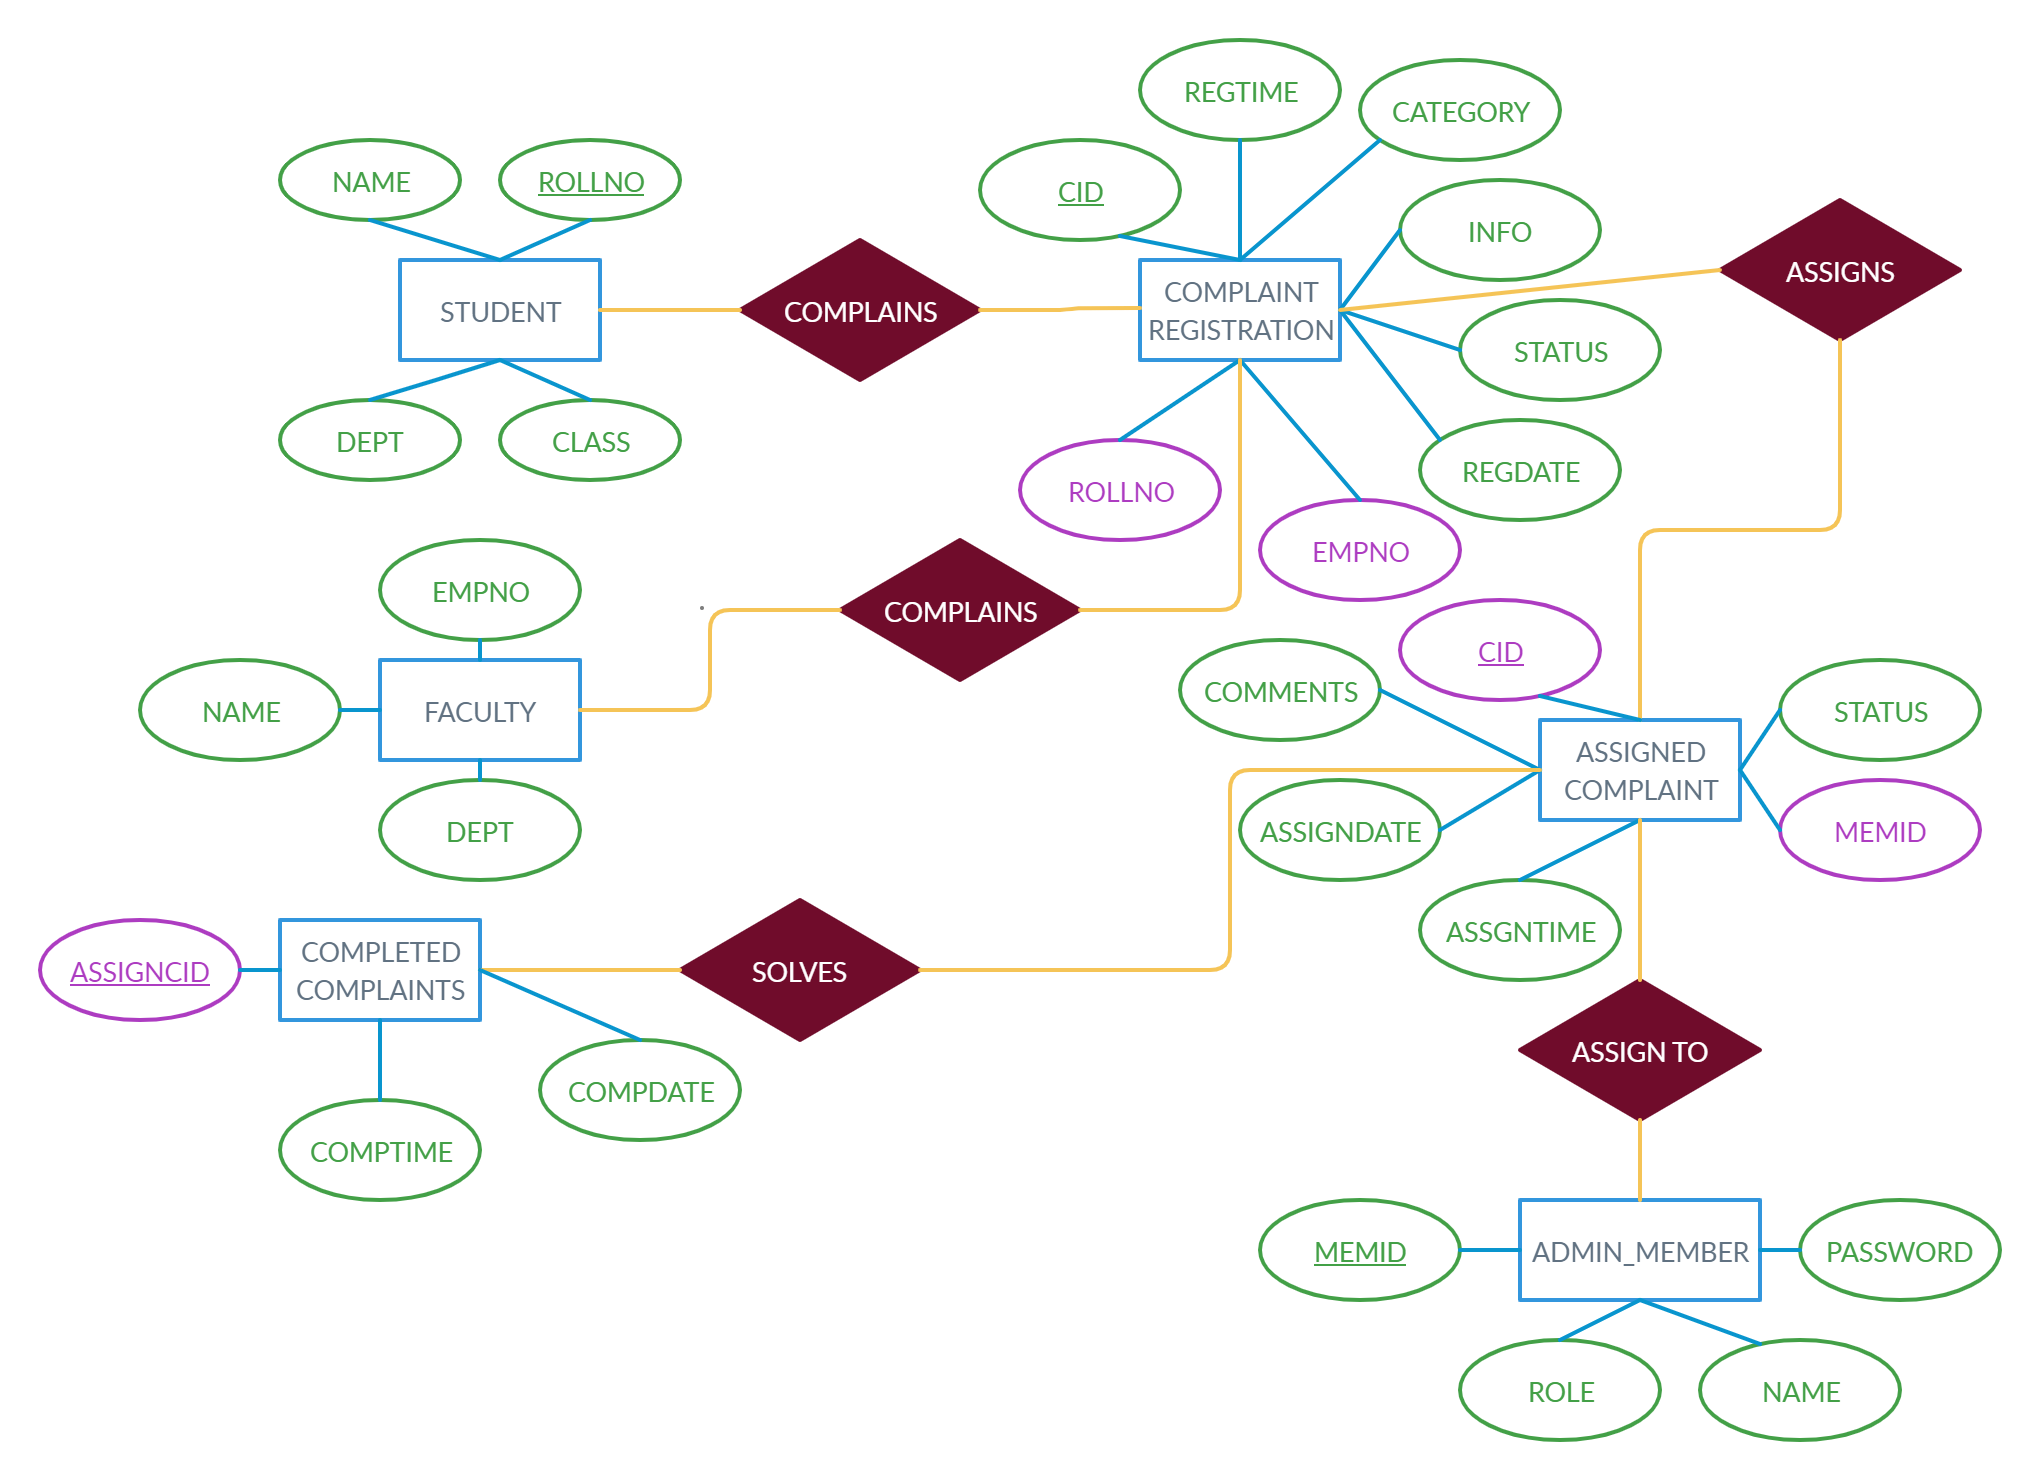 REGTIME
CATEGORY
NAME
ROLLNO
CID
INFO
ASSIGNS
STUDENT
COMPLAINS
COMPLAINT
REGISTRATION
STATUS
DEPT
CLASS
REGDATE
ROLLNO
EMPNO
EMPNO
COMPLAINS
CID
COMMENTS
STATUS
NAME
FACULTY
ASSIGNED
COMPLAINT
DEPT
ASSIGNDATE
MEMID
ASSGNTIME
ASSIGNCID
COMPLETED
COMPLAINTS
SOLVES
ASSIGN TO
COMPDATE
COMPTIME
MEMID
ADMIN_MEMBER
PASSWORD
ROLE
NAME